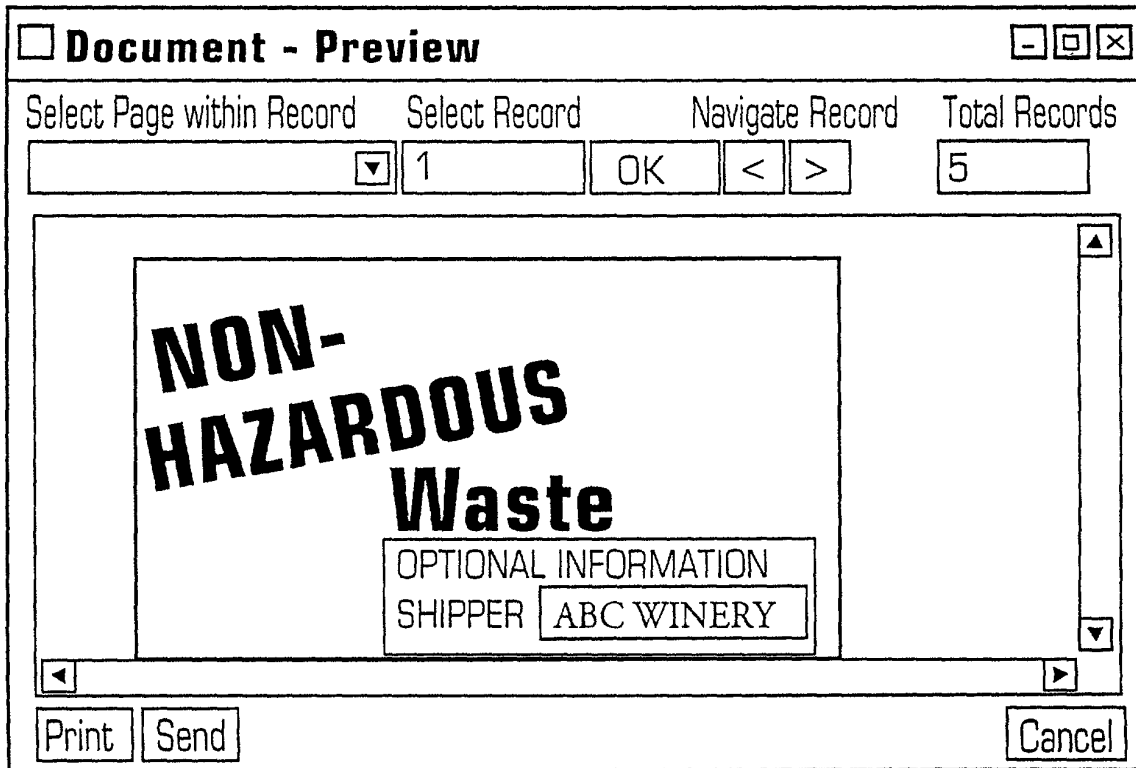 Document - Preview
Select Page within Record Select Record Navigate Record Total Records
1 OK < > 5
NON-
HAZARDOUS
Waste
OPTIONAL INFORMATION
SHIPPER ABC WINERY
Print Send Cancel